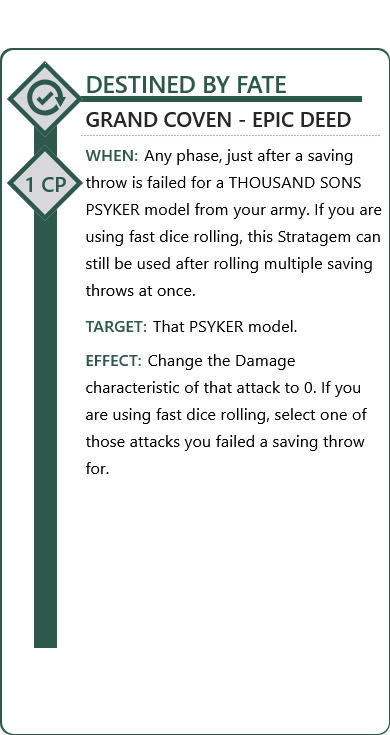 DESTINED BY FATE
GRAND COVEN - EPIC DEED
WHEN: Any phase, just after a saving
1 CP
throw is failed for a THOUSAND SONS
PSYKER model from your army. If you are
using fast dice rolling, this Stratagem can
still be used after rolling multiple saving
throws at once.
TARGET: That PSYKER model.
EFFECT: Change the Damage
characteristic of that attack to 0. If you
are using fast dice rolling, select one of
those attacks you failed a saving throw
for.